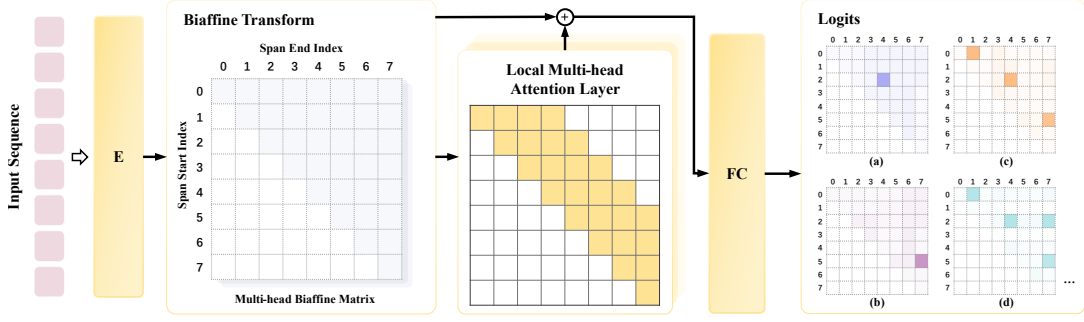 Input Sequence
E
Biaffine Transform
Span End Index
0 1 2 3 4 5 6 7
Span Start Index
0
1
2
3
4
5
6
7
Multi-head Biaffine Matrix
+
Local Multi-head
Attention Layer
FC
Logits
0 1 2 3 4 5 6 7
0
1
2
3
4
5
6
7
(a)
0 1 2 3 4 5 6 7
0
1
2
3
4
5
6
7
(c)
0 1 2 3 4 5 6 7
0
1
2
3
4
5
6
7
(b)
0 1 2 3 4 5 6 7
0
1
2
3
4
5
6
7
(d)
...